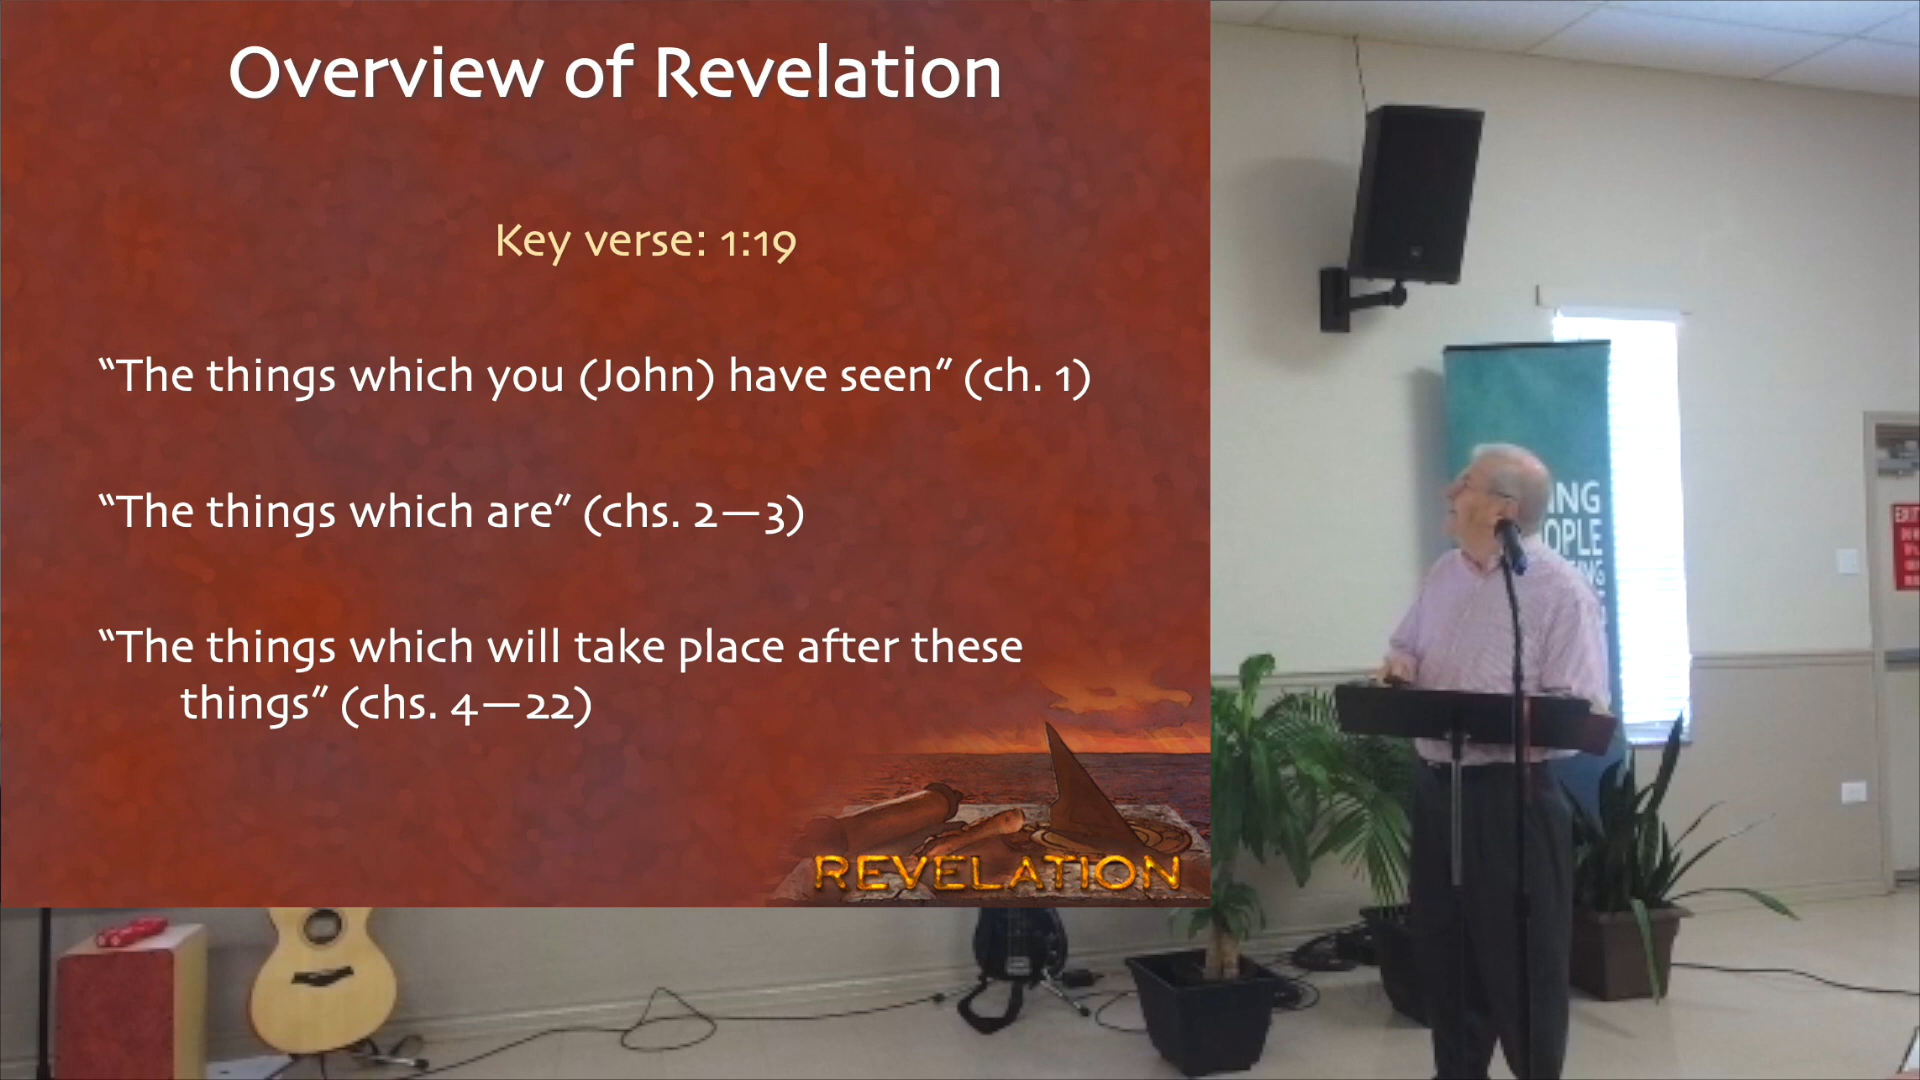 Overview of Revelation
Key verse: 1:19
“The things which you (John) have seen” (ch. 1)
“The things which are” (chs. 2—3)
“The things which will take place after these
things” (chs. 4—22)
REVELATION
EXIT